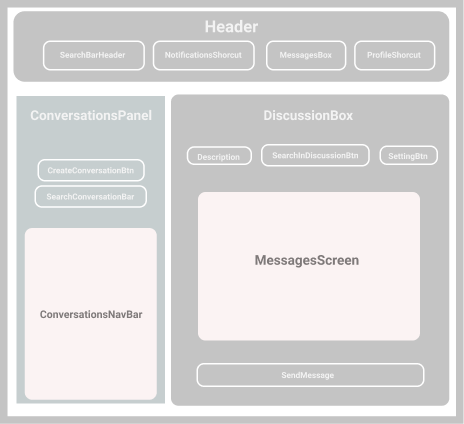 Header
SearchBarHeader
NotificationsShorcut
MessagesBox
ProfileShorcut
ConversationsPanel
CreateConversationBtn
SearchConversationBar
ConversationsNavBar
DiscussionBox
Description
SearchInDiscussionBtn
SettingBtn
MessagesScreen
SendMessage